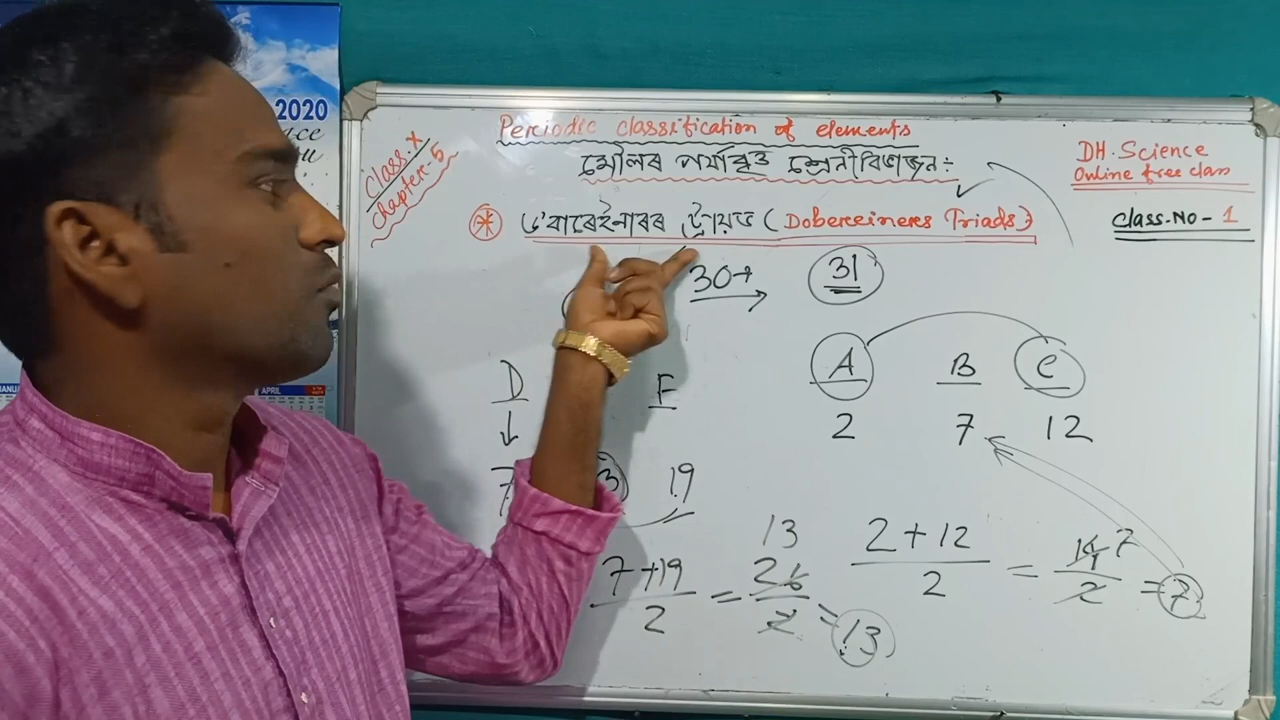 2020
APRIL
Class-X
Chapter-5
Periodic classification of elements
মৌলৰ পৰ্যাবৃত্ত শ্ৰেনীবিভাজন ঃ
DH. Science
Online free class
Class.No - 1
ড'বাৰেইনাৰৰ ট্ৰায়ড ( Dobereiners Triads )
30+
31
D
F
A B C
7
3
19
2 7 12
7+19
2
=
13
26
2
= 13
2+12
2
=
14 7
2
= 7